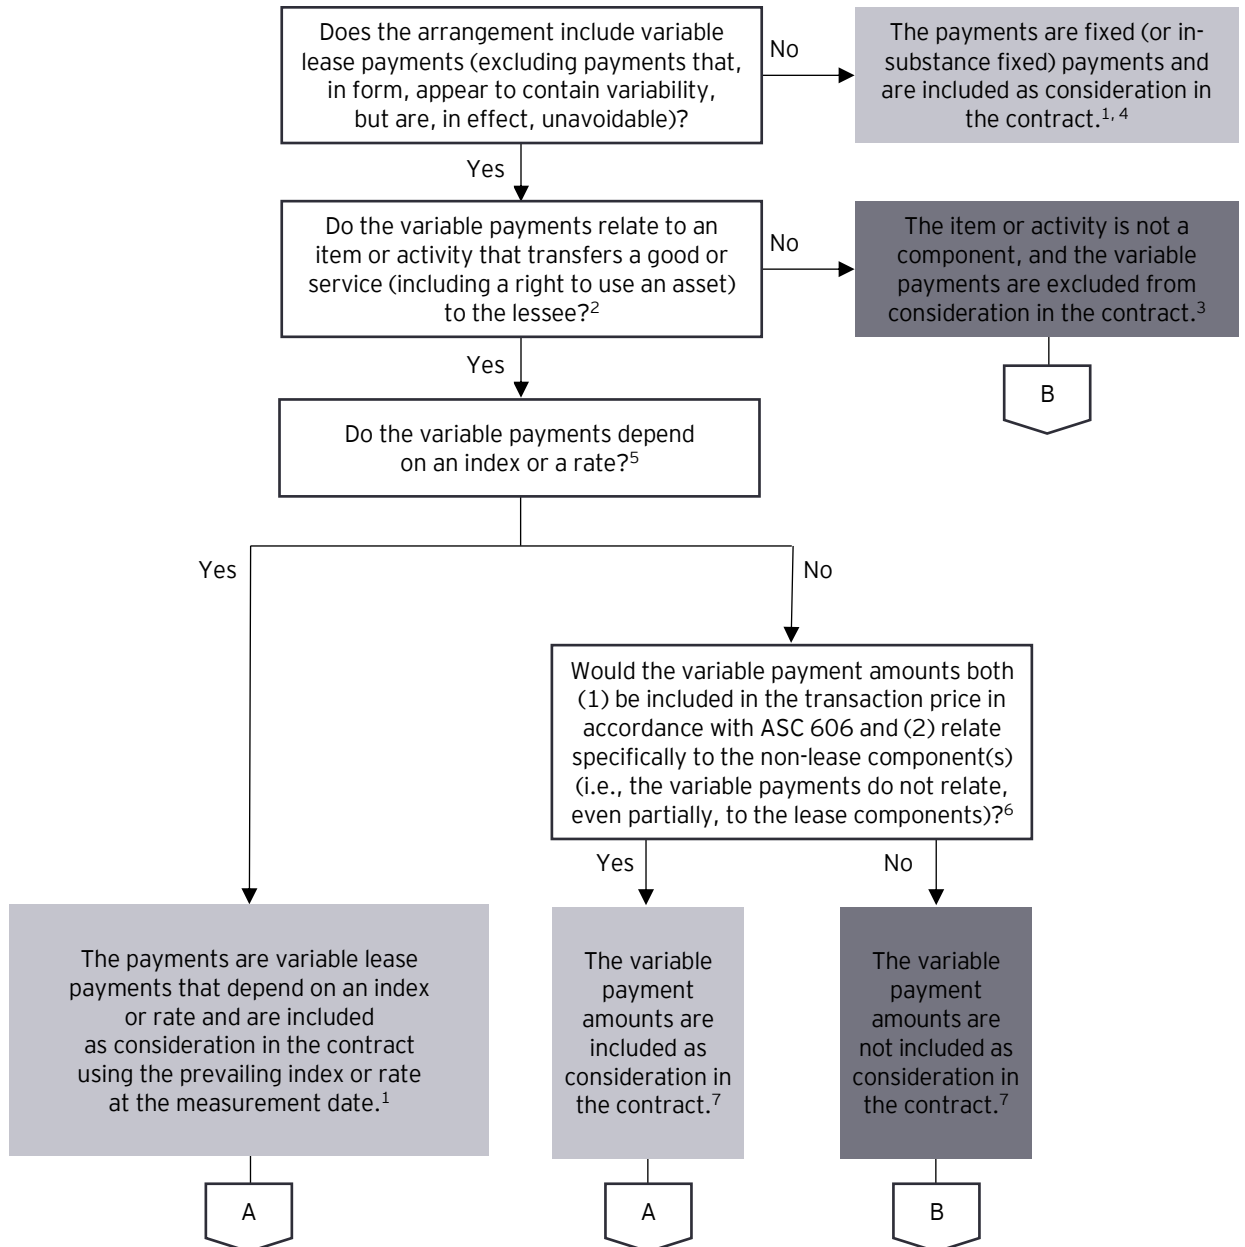 Does the arrangement include variable
lease payments (excluding payments that,
in form, appear to contain variability,
but are, in effect, unavoidable)?
No
The payments are fixed (or in-
substance fixed) payments and
are included as consideration in
the contract.1, 4
Yes
Do the variable payments relate to an
item or activity that transfers a good or
service (including a right to use an asset)
to the lessee?2
No
The item or activity is not a
component, and the variable
payments are excluded from
consideration in the contract.3
B
Yes
Do the variable payments depend
on an index or a rate?5
Yes
No
Would the variable payment amounts both
(1) be included in the transaction price in
accordance with ASC 606 and (2) relate
specifically to the non-lease component(s)
(i.e., the variable payments do not relate,
even partially, to the lease components)?6
Yes
No
The payments are variable lease
payments that depend on an index
or rate and are included
as consideration in the contract
using the prevailing index or rate
at the measurement date.1
The variable
payment
amounts are
included as
consideration in
the contract.7
The variable
payment
amounts are
not included as
consideration in
the contract.7
A
A
B